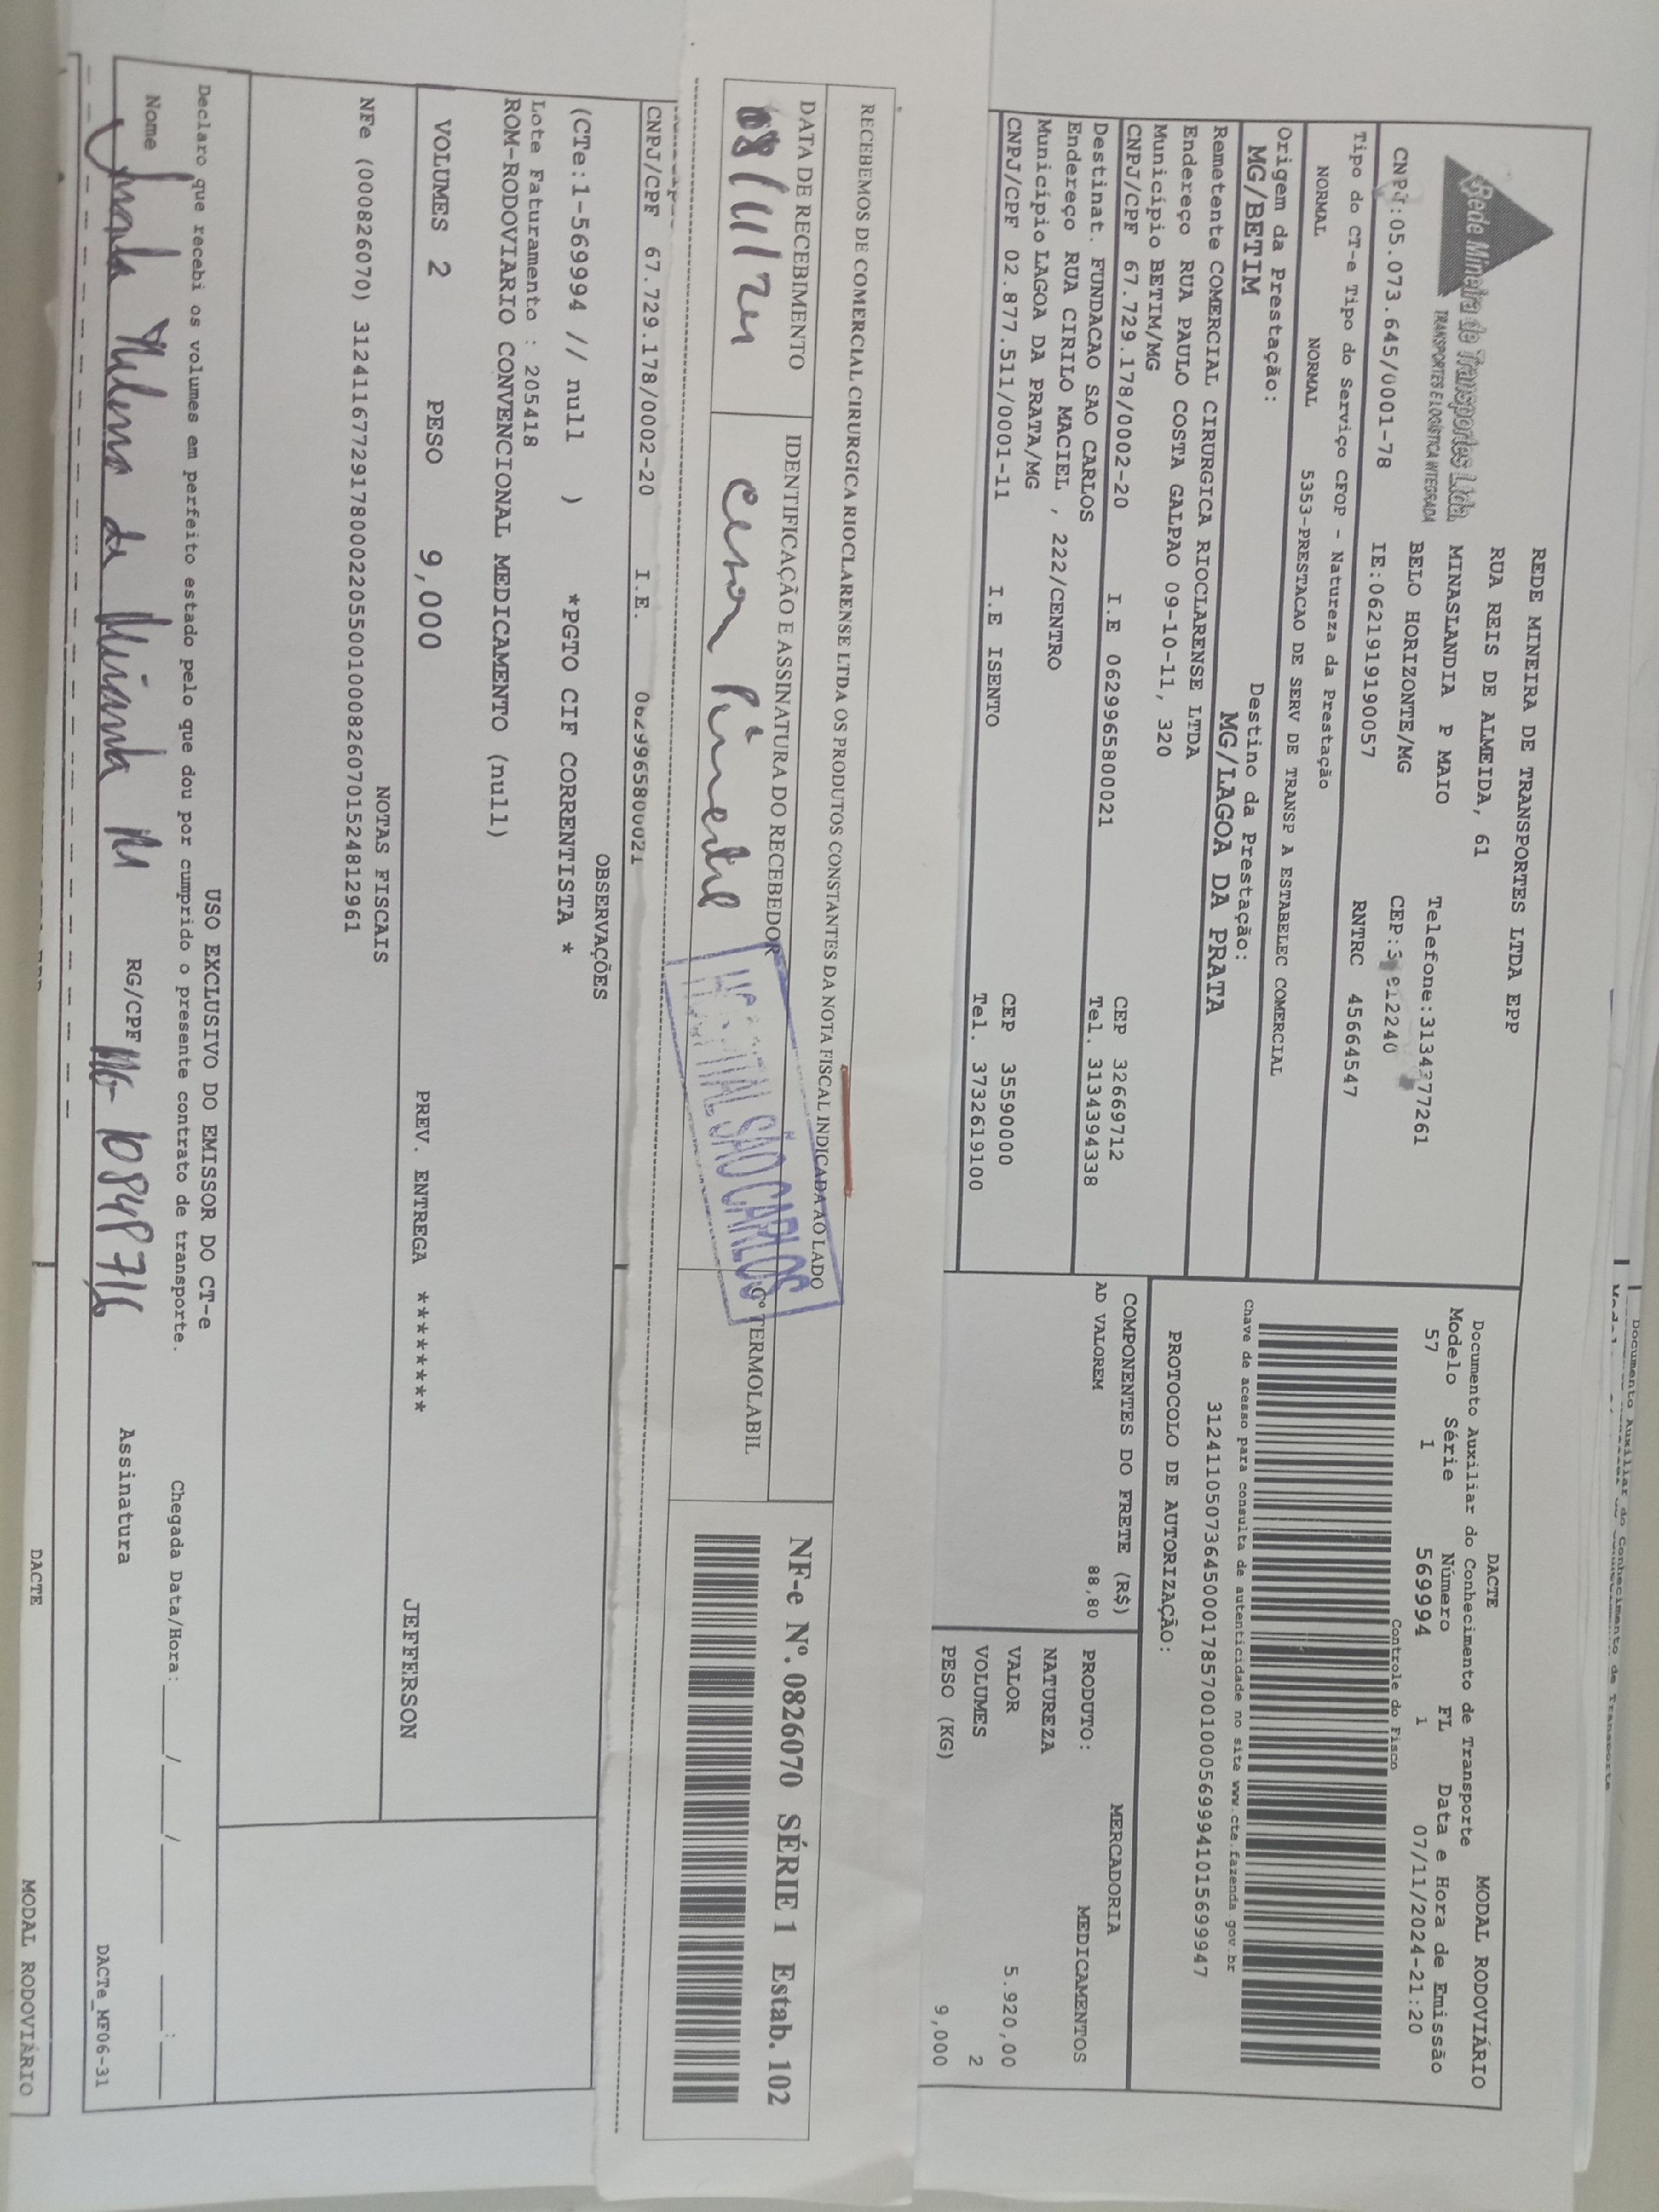 Rede Mineira de Transportes Ltda.
TRANSPORTES E LOGÍSTICA INTEGRADA
REDE MINEIRA DE TRANSPORTES LTDA EPP
RUA REIS DE ALMEIDA, 61
MINASLANDIA P MAIO Telefone:3134377261
BELO HORIZONTE/MG
CNPJ:05.073.645/0001-78 IE:0621919190057 RNTRC 45664547
Tipo do CT-e Tipo do Serviço CFOP - Natureza da Prestação
NORMAL NORMAL 5353-PRESTACAO DE SERV DE TRANSP A ESTABELEC COMERCIAL
Origem da Prestação: Destino da Prestação:
MG/BETIM MG/LAGOA DA PRATA
Remetente COMERCIAL CIRURGICA RIOCLARENSE LTDA
Endereço RUA PAULO COSTA GALPAO 09-10-11, 320
Município BETIM/MG CEP 32669712
CNPJ/CPF 67.729.178/0002-20 I.E 0629965800021 Tel. 3134394338
Destinat. FUNDACAO SAO CARLOS
Endereço RUA CIRILO MACIEL , 222/CENTRO
Município LAGOA DA PRATA/MG CEP 35590000
CNPJ/CPF 02.877.511/0001-11 I.E ISENTO Tel. 3732619100
DACTE MODAL RODOVIÁRIO
Documento Auxiliar do Conhecimento de Transporte
Modelo Série Número FL Data e Hora de Emissão
57 1 569994 1 07/11/2024-21:20
Controle do Fisco
Chave de acesso para consulta de autenticidade no site www.cte.fazenda.gov.br
31241105073645000178570010005699941015699947
PROTOCOLO DE AUTORIZAÇÃO:
COMPONENTES DO FRETE (R$) MERCADORIA
AD VALOREM 88,80 PRODUTO: MEDICAMENTOS
NATUREZA
VALOR 5.920,00
VOLUMES 2
PESO (KG) 9,000
RECEBEMOS DE COMERCIAL CIRURGICA RIOCLARENSE LTDA OS PRODUTOS CONSTANTES DA NOTA FISCAL INDICADA AO LADO
DATA DE RECEBIMENTO IDENTIFICAÇÃO E ASSINATURA DO RECEBEDOR Cº TERMOLABIL
NF-e Nº. 0826070 SÉRIE 1 Estab. 102
Cesar Pimentel
HOSPITAL SÃO CARLOS
CNPJ/CPF 67.729.178/0002-20 I.E. 0629965800021
OBSERVAÇÕES
(CTe:1-569994 // null ) *PGTO CIF CORRENTISTA *
Lote Faturamento : 205418
ROM-RODOVIARIO CONVENCIONAL MEDICAMENTO (null)
VOLUMES 2 PESO 9,000 PREV. ENTREGA ******** JEFFERSON
NOTAS FISCAIS
NFe (000826070) 31241167729178000220550010008260701524812961
USO EXCLUSIVO DO EMISSOR DO CT-e
Declaro que recebi os volumes em perfeito estado pelo que dou por cumprido o presente contrato de transporte. Chegada Data/Hora:____/____/____ ___:___
Nome RG/CPF Assinatura
DACTe_MF06-31
DACTE MODAL RODOVIÁRIO